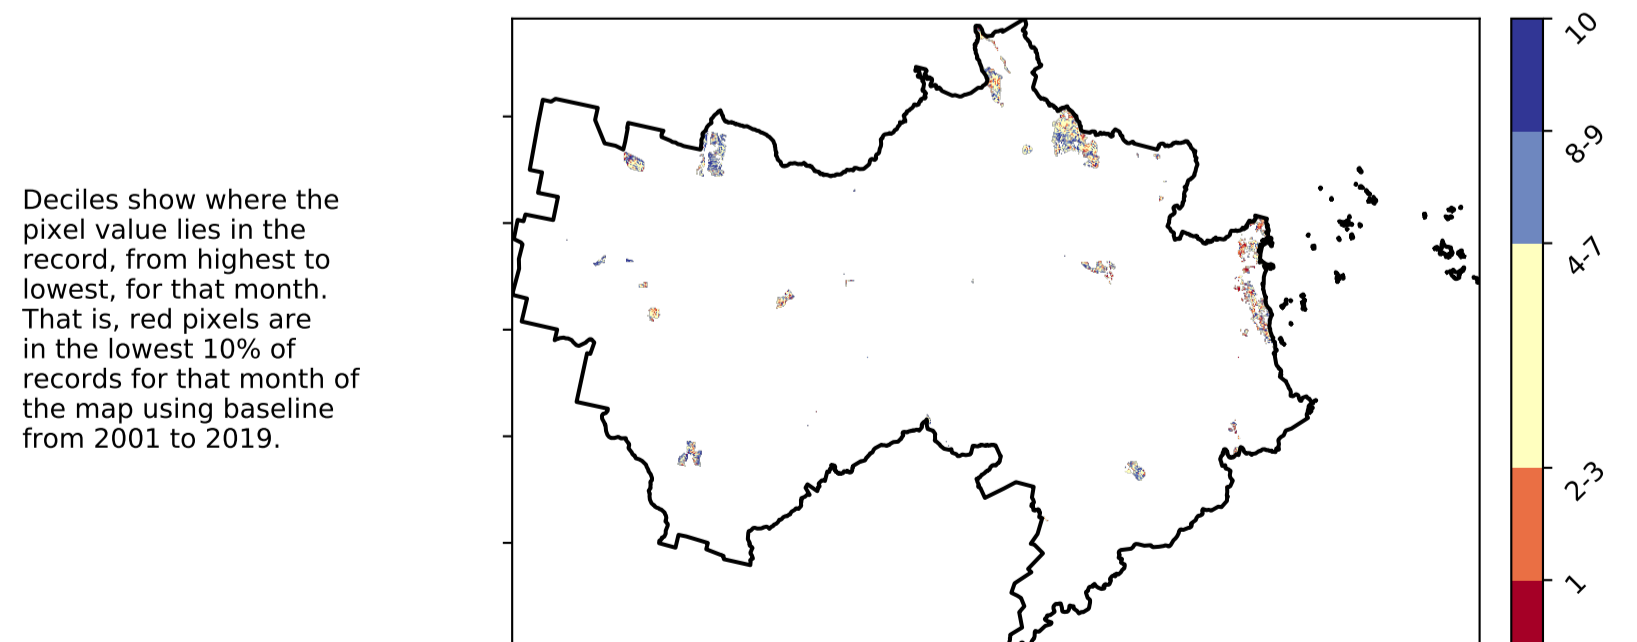 Deciles show where the
pixel value lies in the
record, from highest to
lowest, for that month.
That is, red pixels are
in the lowest 10% of
records for that month of
the map using baseline
from 2001 to 2019.
10
8-9
4-7
2-3
1